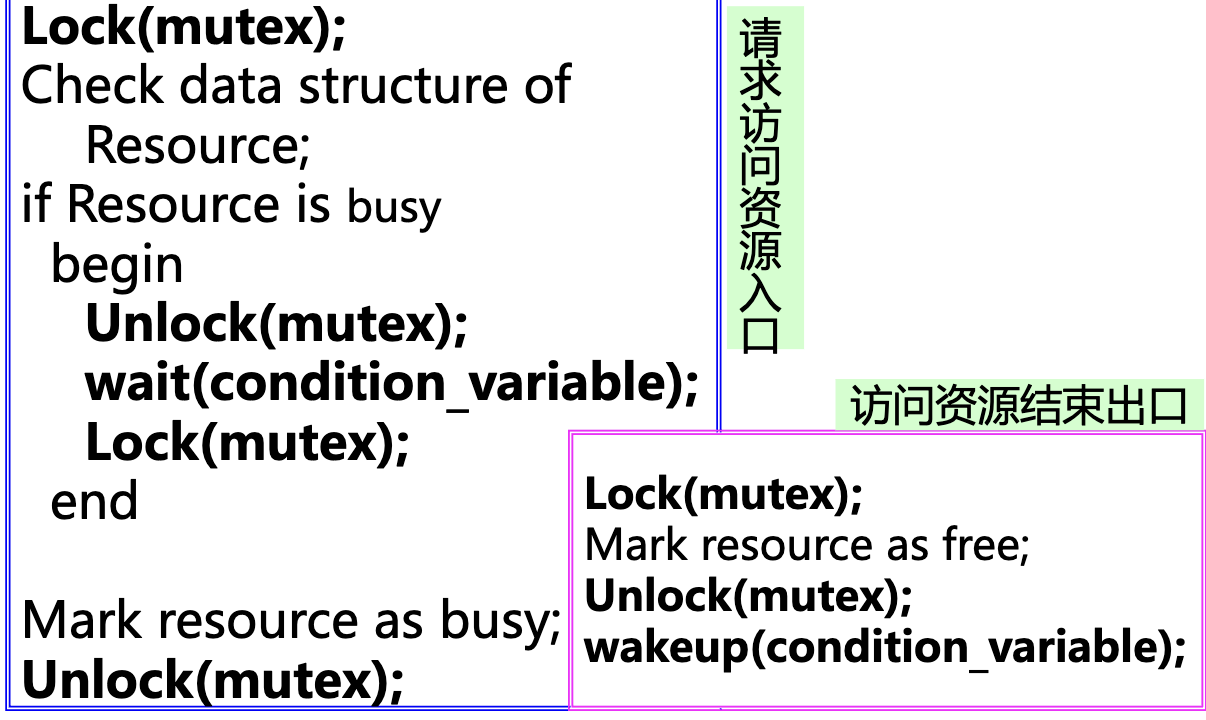 Lock(mutex);
Check data structure of
Resource;
if Resource is busy
begin
Unlock(mutex);
wait(condition_variable);
Lock(mutex);
end
Mark resource as busy;
Unlock(mutex);
请求访问资源入口
访问资源结束出口
Lock(mutex);
Mark resource as free;
Unlock(mutex);
wakeup(condition_variable);